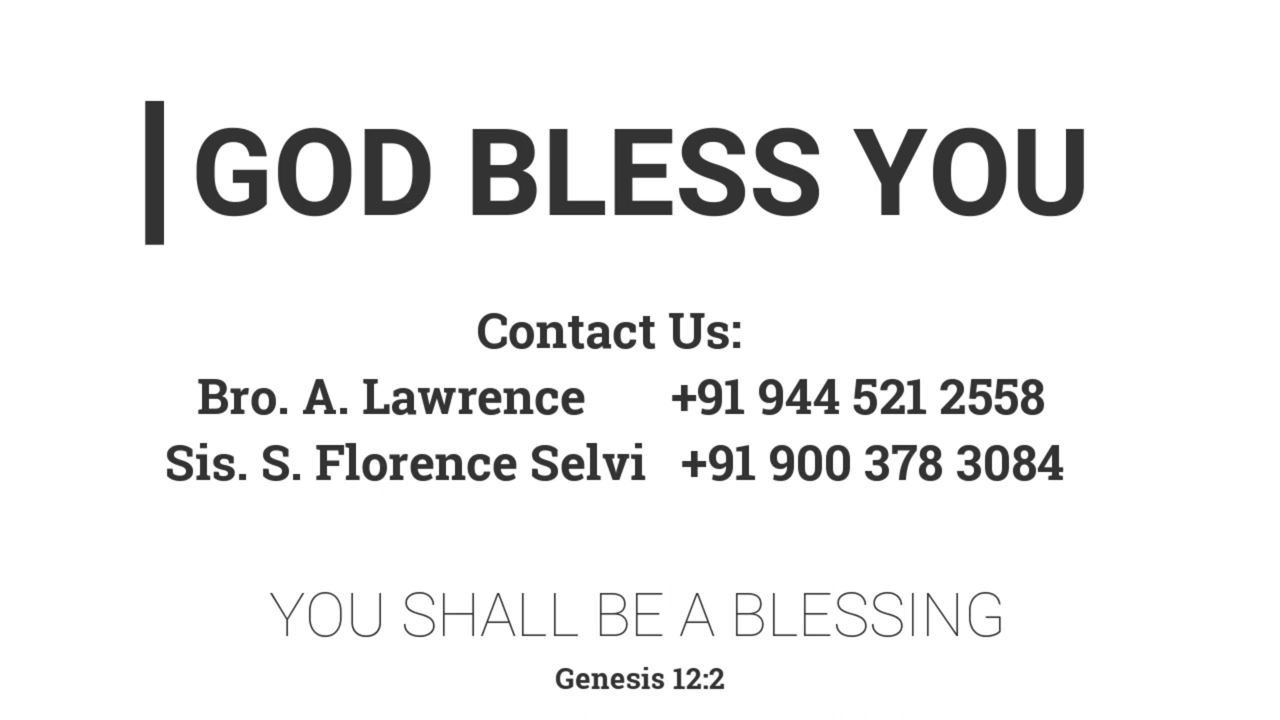 GOD BLESS YOU
Contact Us:
Bro. A. Lawrence +91 944 521 2558
Sis. S. Florence Selvi +91 900 378 3084
YOU SHALL BE A BLESSING
Genesis 12:2